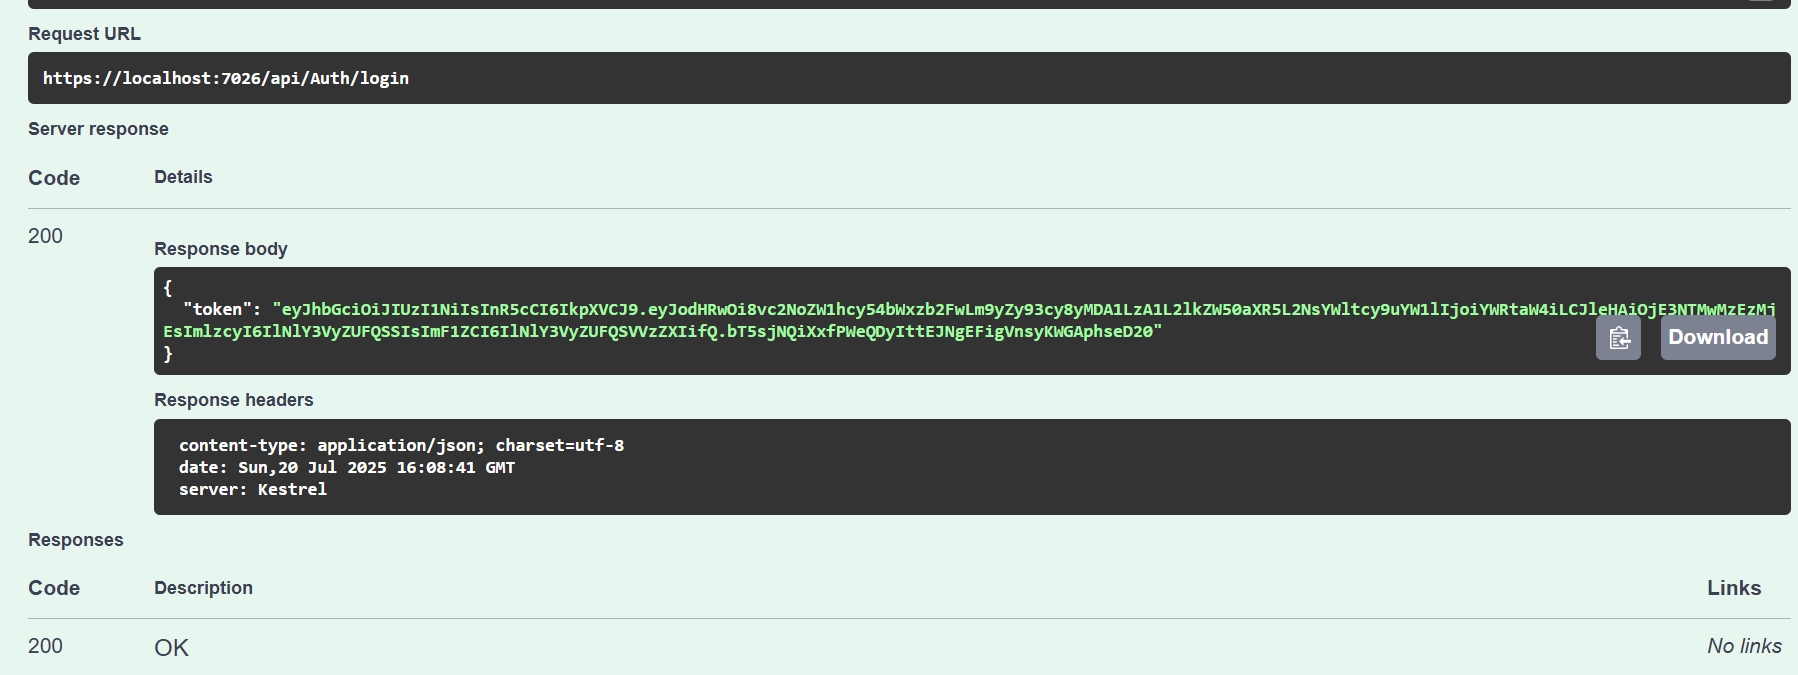 Request URL
https://localhost:7026/api/Auth/login
Server response
Code Details
200
Response body
{
"token": "eyJhbGciOiJIUzI1NiIsInR5cCI6IkpXVCJ9.eyJodHRwOi8vc2NoZW1hcy54bWxzb2FwLm9yZy93cy8yMDA1LzA1L2lkZW50aXR5L2NsYWltcy9uYW1lIjoiYWRtaW4iLCJleHAiOjE3NTMwMzEzMj
EsImlzcyI6IlNlY3VyZUFQSSIsImF1ZCI6IlNlY3VyZUFQSVVzZXIifQ.bT5sjNQiXxfPWeQDyIttEJNgEFigVnsyKWGAphseD20"
}
Download
Response headers
content-type: application/json; charset=utf-8
date: Sun,20 Jul 2025 16:08:41 GMT
server: Kestrel
Responses
Code Description Links
200 OK No links